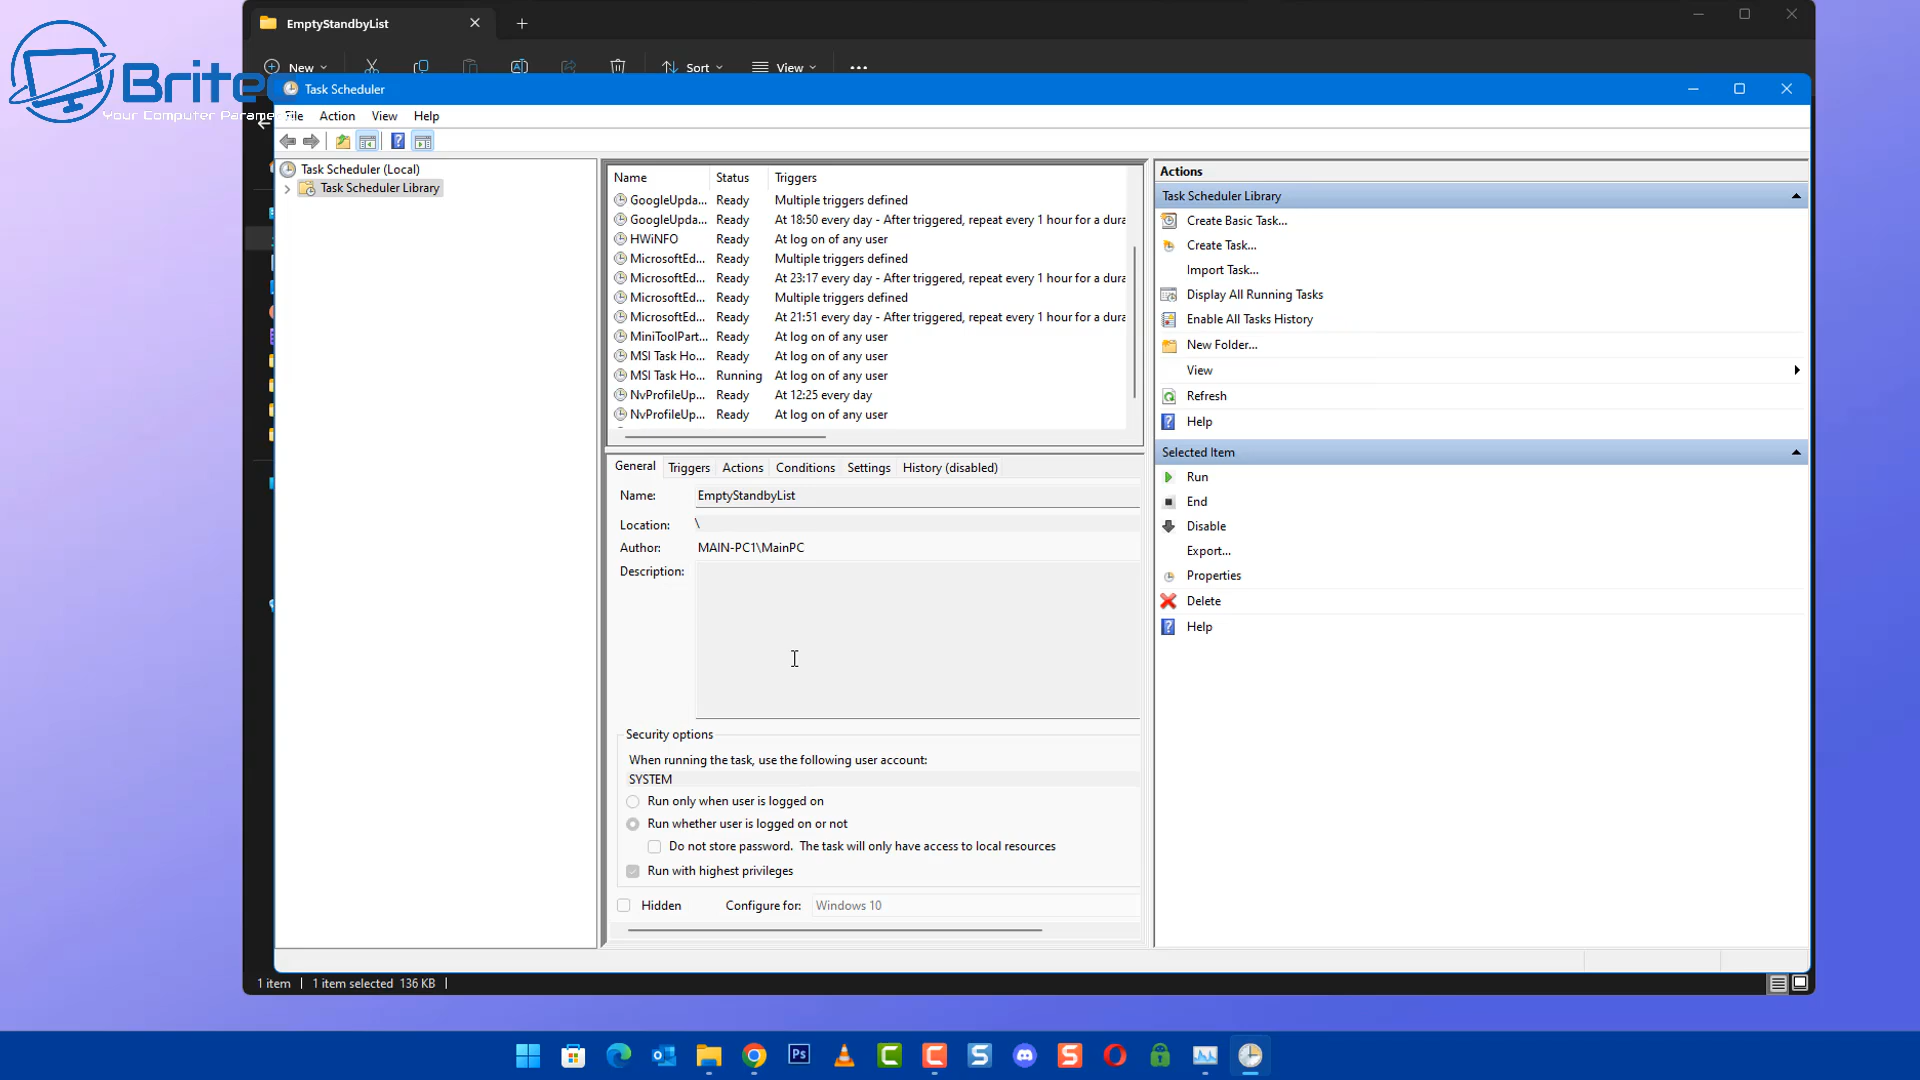 EmptyStandbyList
New
Sort
View
Brite
Your Computer Parame
Task Scheduler
File Action View Help
Task Scheduler (Local)
Task Scheduler Library
Name Status Triggers
GoogleUpda... Ready Multiple triggers defined
GoogleUpda... Ready At 18:50 every day - After triggered, repeat every 1 hour for a dura
HWiNFO Ready At log on of any user
MicrosoftEd... Ready Multiple triggers defined
MicrosoftEd... Ready At 23:17 every day - After triggered, repeat every 1 hour for a dura
MicrosoftEd... Ready Multiple triggers defined
MicrosoftEd... Ready At 21:51 every day - After triggered, repeat every 1 hour for a dura
MiniToolPart... Ready At log on of any user
MSI Task Ho... Ready At log on of any user
MSI Task Ho... Running At log on of any user
NvProfileUp... Ready At 12:25 every day
NvProfileUp... Ready At log on of any user
General Triggers Actions Conditions Settings History (disabled)
Name: EmptyStandbyList
Location: \
Author: MAIN-PC1\MainPC
Description:
Security options
When running the task, use the following user account:
SYSTEM
Run only when user is logged on
Run whether user is logged on or not
Do not store password. The task will only have access to local resources
Run with highest privileges
Hidden Configure for: Windows 10
Actions
Task Scheduler Library
Create Basic Task...
Create Task...
Import Task...
Display All Running Tasks
Enable All Tasks History
New Folder...
View
Refresh
Help
Selected Item
Run
End
Disable
Export...
Properties
Delete
Help
1 item 1 item selected 136 KB
Ps